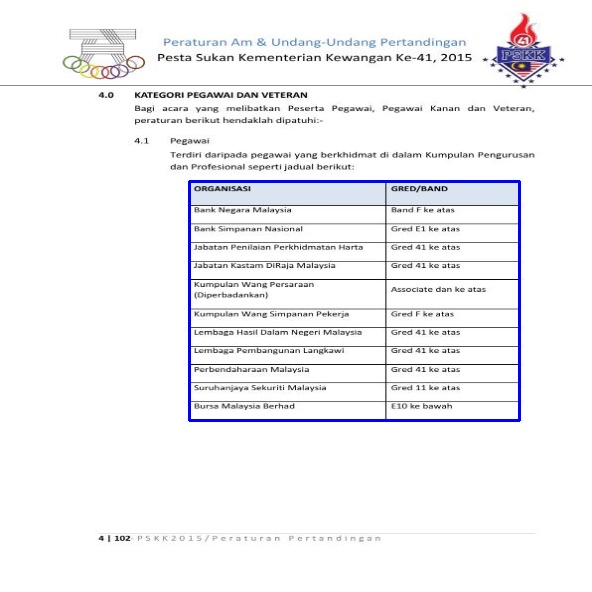 Peraturan Am & Undang-Undang Pertandingan
Pesta Sukan Kementerian Kewangan Ke-41, 2015
41
PSKK
4.0 KATEGORI PEGAWAI DAN VETERAN
Bagi acara yang melibatkan Peserta Pegawai, Pegawai Kanan dan Veteran,
peraturan berikut hendaklah dipatuhi:-
4.1 Pegawai
Terdiri daripada pegawai yang berkhidmat di dalam Kumpulan Pengurusan
dan Profesional seperti jadual berikut:
ORGANISASI GRED/BAND
Bank Negara Malaysia Band F ke atas
Bank Simpanan Nasional Gred E1 ke atas
Jabatan Penilaian Perkhidmatan Harta Gred 41 ke atas
Jabatan Kastam DiRaja Malaysia Gred 41 ke atas
Kumpulan Wang Persaraan
(Diperbadankan) Associate dan ke atas
Kumpulan Wang Simpanan Pekerja Gred F ke atas
Lembaga Hasil Dalam Negeri Malaysia Gred 41 ke atas
Lembaga Pembangunan Langkawi Gred 41 ke atas
Perbendaharaan Malaysia Gred 41 ke atas
Suruhanjaya Sekuriti Malaysia Gred 11 ke atas
Bursa Malaysia Berhad E10 ke bawah
4 | 102 PSKK2015/Peraturan Pertandingan